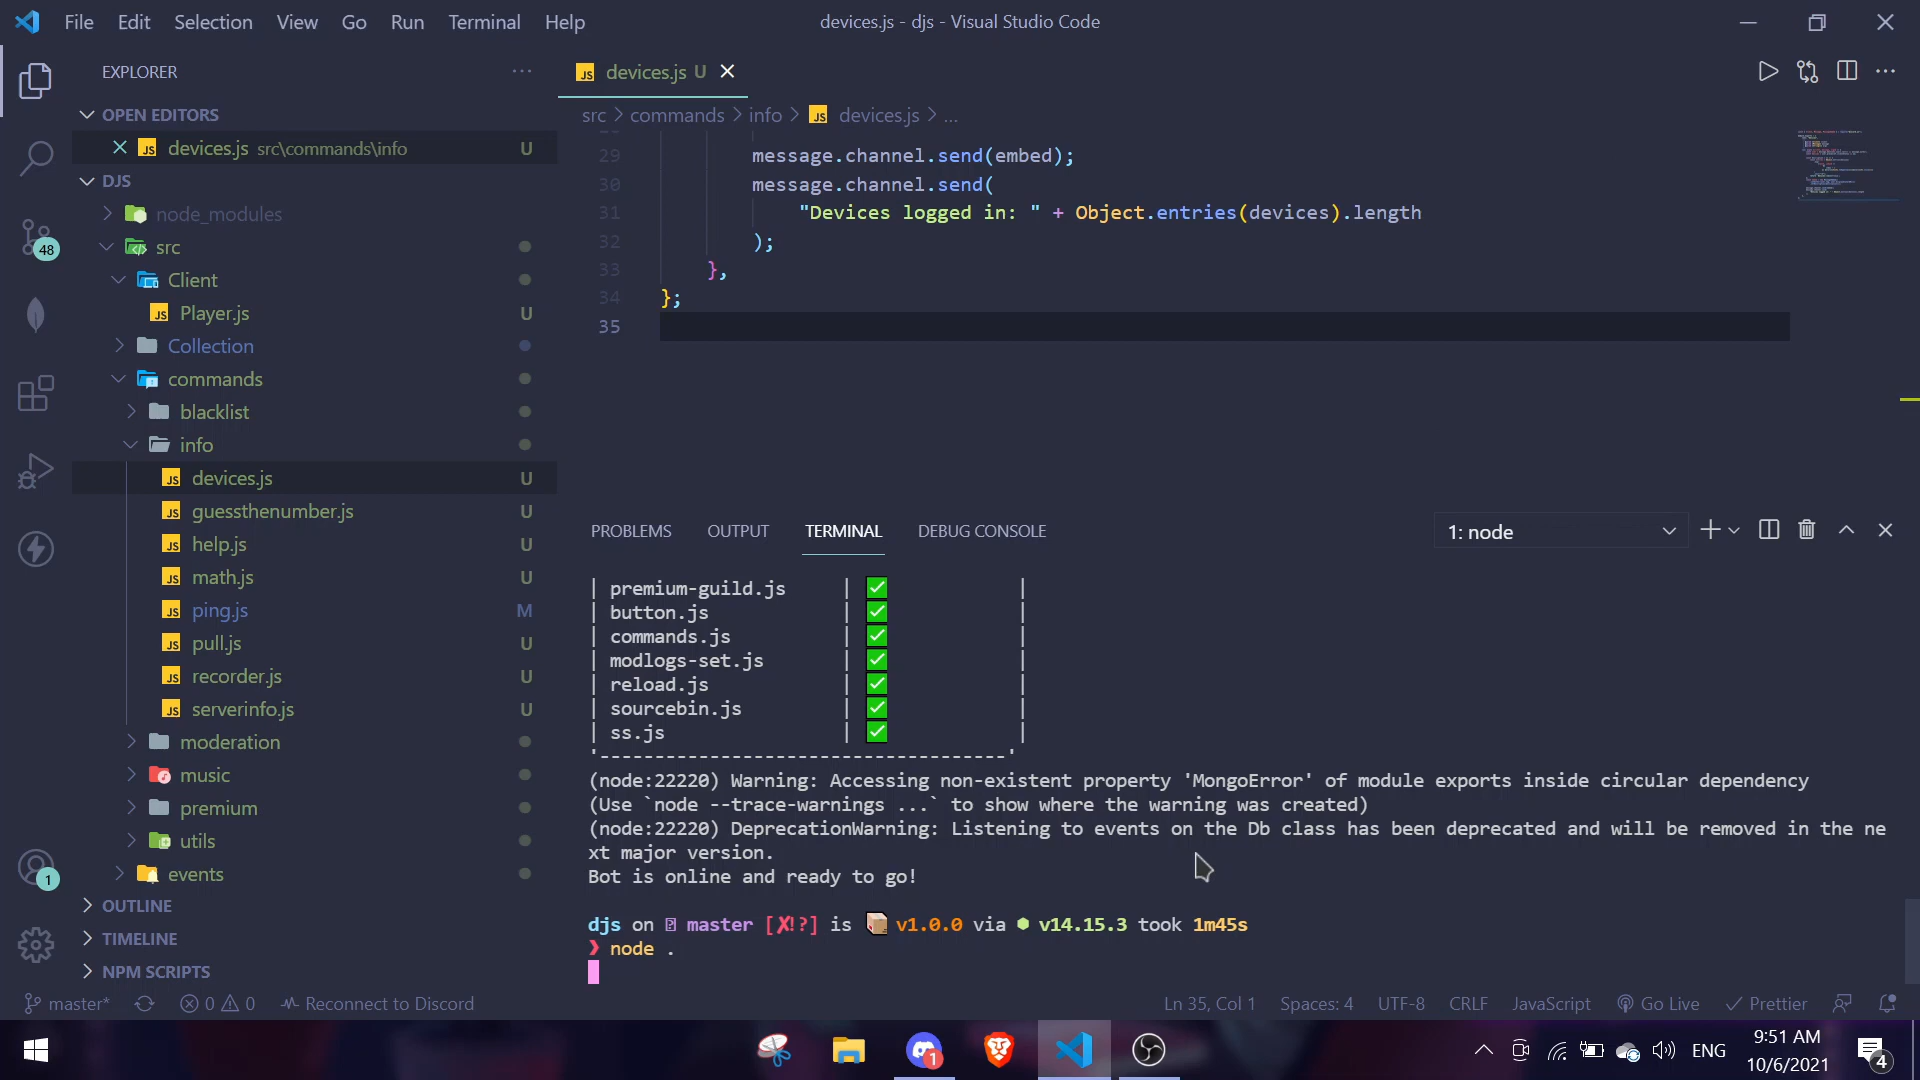 File Edit Selection View Go Run Terminal Help
devices.js - djs - Visual Studio Code
EXPLORER
OPEN EDITORS
devices.js src\commands\info U
DJS
node_modules
src
Client
Player.js U
Collection
commands
blacklist
info
devices.js U
guessthenumber.js U
help.js U
math.js U
ping.js M
pull.js U
recorder.js U
serverinfo.js U
moderation
music
premium
utils
events
OUTLINE
TIMELINE
NPM SCRIPTS
48
1
devices.js U
src > commands > info > devices.js > ...
29 message.channel.send(embed);
30 message.channel.send(
31 "Devices logged in: " + Object.entries(devices).length
32 );
33 },
34 };
35
PROBLEMS OUTPUT TERMINAL DEBUG CONSOLE
1: node
| premium-guild.js | ✅ |
| button.js | ✅ |
| commands.js | ✅ |
| modlogs-set.js | ✅ |
| reload.js | ✅ |
| sourcebin.js | ✅ |
| ss.js | ✅ |
'-------------------------------------'
(node:22220) Warning: Accessing non-existent property 'MongoError' of module exports inside circular dependency
(Use `node --trace-warnings ...` to show where the warning was created)
(node:22220) DeprecationWarning: Listening to events on the Db class has been deprecated and will be removed in the ne
xt major version.
Bot is online and ready to go!
djs on master [✘!?] is 📦 v1.0.0 via ⬢ v14.15.3 took 1m45s
❯ node .
master* 0 0 Reconnect to Discord
Ln 35, Col 1 Spaces: 4 UTF-8 CRLF JavaScript Go Live Prettier
1
ENG
9:51 AM
10/6/2021
4